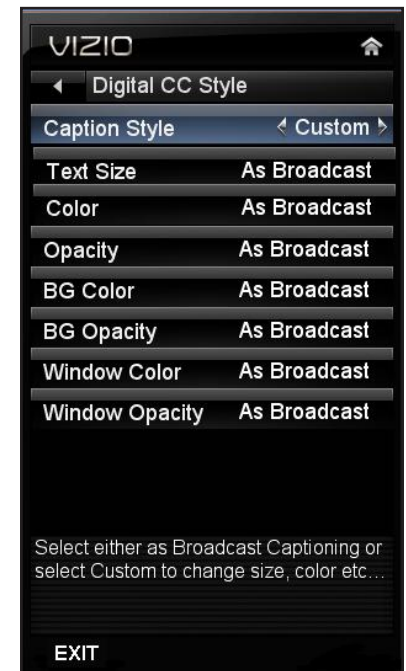 VIZIO
Digital CC Style
Caption Style Custom
Text Size As Broadcast
Color As Broadcast
Opacity As Broadcast
BG Color As Broadcast
BG Opacity As Broadcast
Window Color As Broadcast
Window Opacity As Broadcast
Select either as Broadcast Captioning or
select Custom to change size, color etc...
EXIT